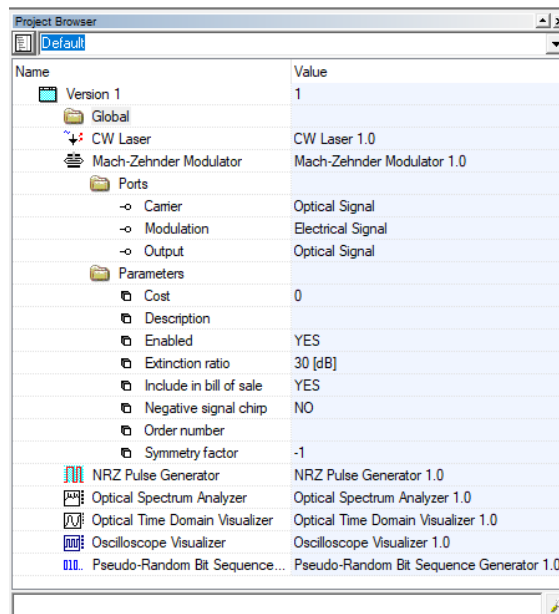 Project Browser
Default
Name Value
Version 1 1
Global
CW Laser CW Laser 1.0
Mach-Zehnder Modulator Mach-Zehnder Modulator 1.0
Ports
Carrier Optical Signal
Modulation Electrical Signal
Output Optical Signal
Parameters
Cost 0
Description
Enabled YES
Extinction ratio 30 [dB]
Include in bill of sale YES
Negative signal chirp NO
Order number
Symmetry factor -1
NRZ Pulse Generator NRZ Pulse Generator 1.0
Optical Spectrum Analyzer Optical Spectrum Analyzer 1.0
Optical Time Domain Visualizer Optical Time Domain Visualizer 1.0
Oscilloscope Visualizer Oscilloscope Visualizer 1.0
010.. Pseudo-Random Bit Sequence... Pseudo-Random Bit Sequence Generator 1.0